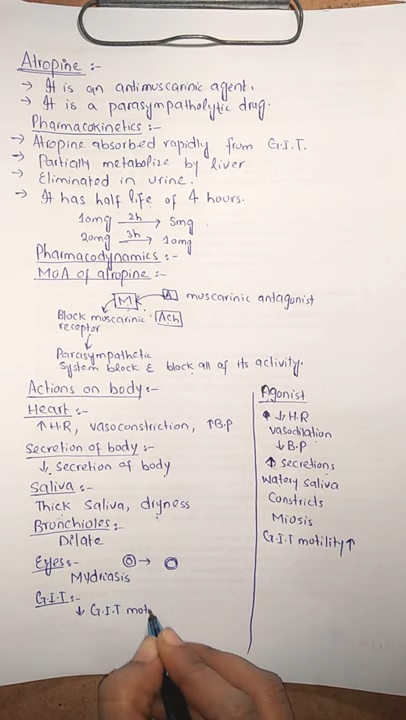 Atropine :-
→ It is an antimuscarinic agent.
→ It is a parasympatholytic drug.
Pharmacokinetics :-
→ Atropine absorbed rapidly from G.I.T.
→ Partially metabolize by liver
→ Eliminated in urine.
→ It has half life of 4 hours.
10mg 2h→ 5mg
20mg 3h→ 10mg
Pharmacodynamics :-
MOA of atropine :-
M A muscarinic antagonist
Block muscarinic receptor
Ach
Parasympathetic
System block & block all of its activity.
Actions on body :-
Heart :-
↑ H.R, vasoconstriction, ↑B.P
Secretion of body :-
↓ secretion of body
Saliva :-
Thick Saliva, dryness
Bronchioles :-
Dilate
Eyes :-
Mydriasis
G.I.T :-
↓ G.I.T mot
Agonist
↓ H.R
vasodilation
↓ B.P
↑ secretions
watery saliva
Constricts
Miosis
G.I.T motility ↑